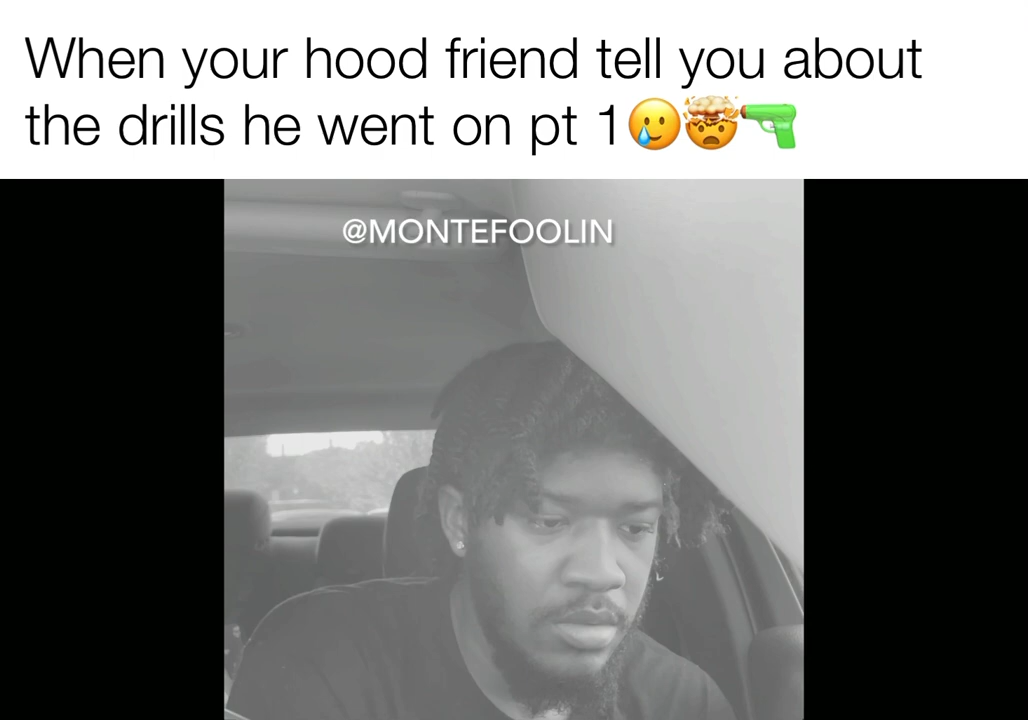 When your hood friend tell you about
the drills he went on pt 1🥲🤯🔫
@MONTEFOOLIN